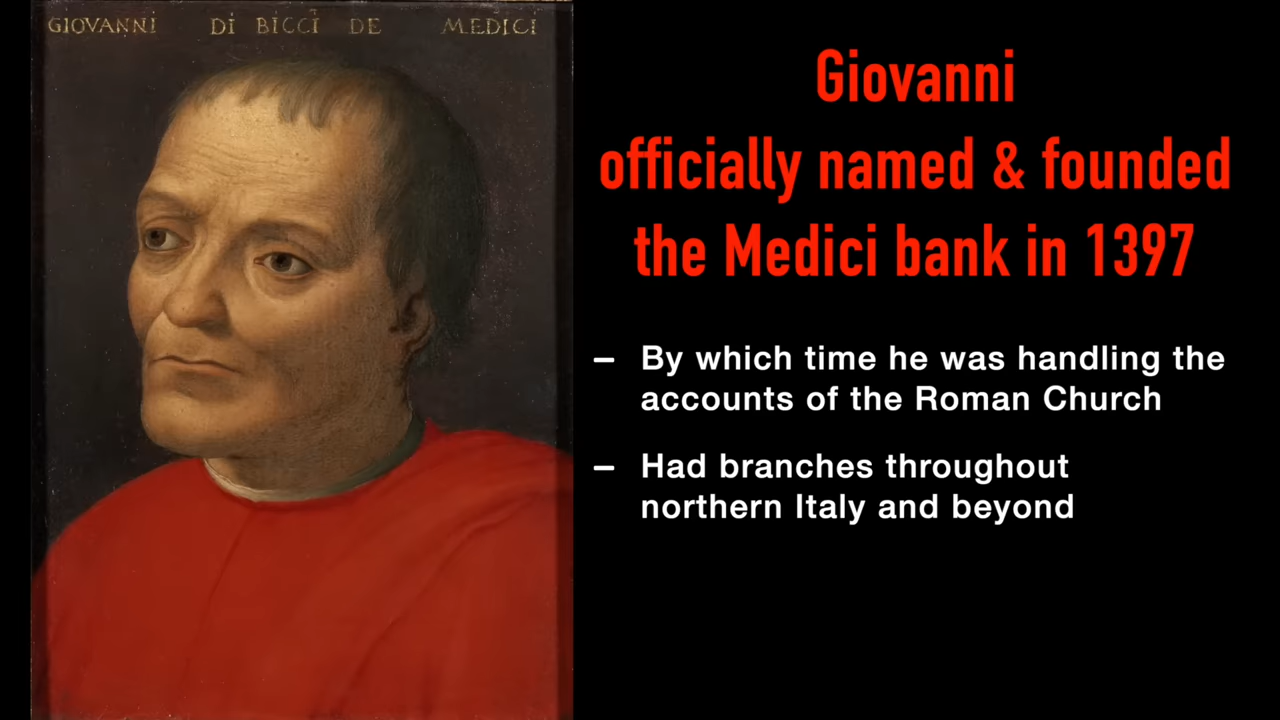 GIOVANNI DI BICCI DE MEDICI
Giovanni
officially named & founded
the Medici bank in 1397
– By which time he was handling the
accounts of the Roman Church
– Had branches throughout
northern Italy and beyond